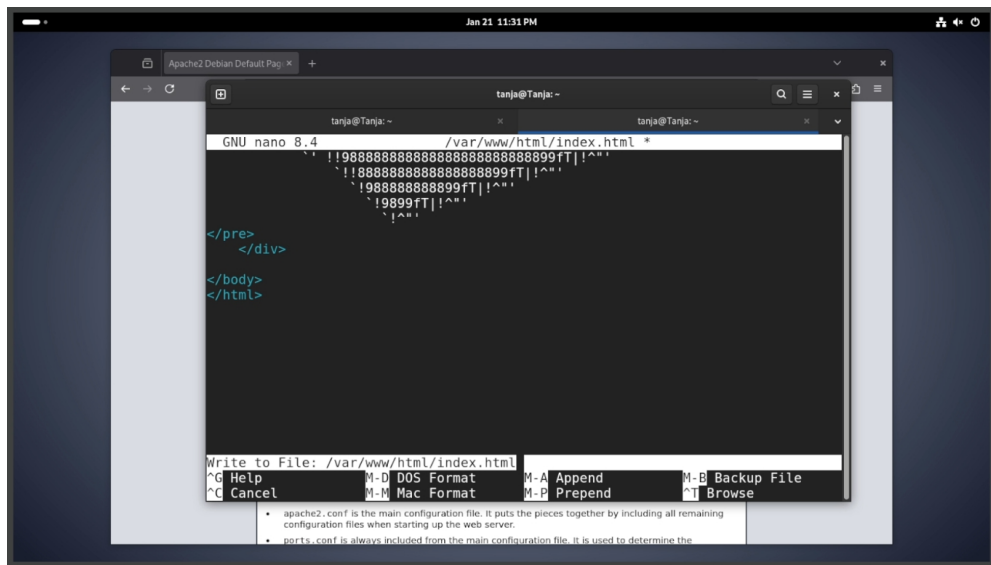 Jan 21 11:31 PM
Apache2 Debian Default Pag
tanja@Tanja: ~
tanja@Tanja: ~
tanja@Tanja: ~
GNU nano 8.4 /var/www/html/index.html *
`' !!988888888888888888888888899fT|!^"'
`!!8888888888888888899fT|!^"'
`!988888888899fT|!^"'
`!9899fT|!^"'
`!^"'
</pre>
</div>
</body>
</html>
Write to File: /var/www/html/index.html
^G Help M-D DOS Format M-A Append M-B Backup File
^C Cancel M-M Mac Format M-P Prepend ^T Browse
• apache2.conf is the main configuration file. It puts the pieces together by including all remaining
configuration files when starting up the web server.
• ports.conf is always included from the main configuration file. It is used to determine the